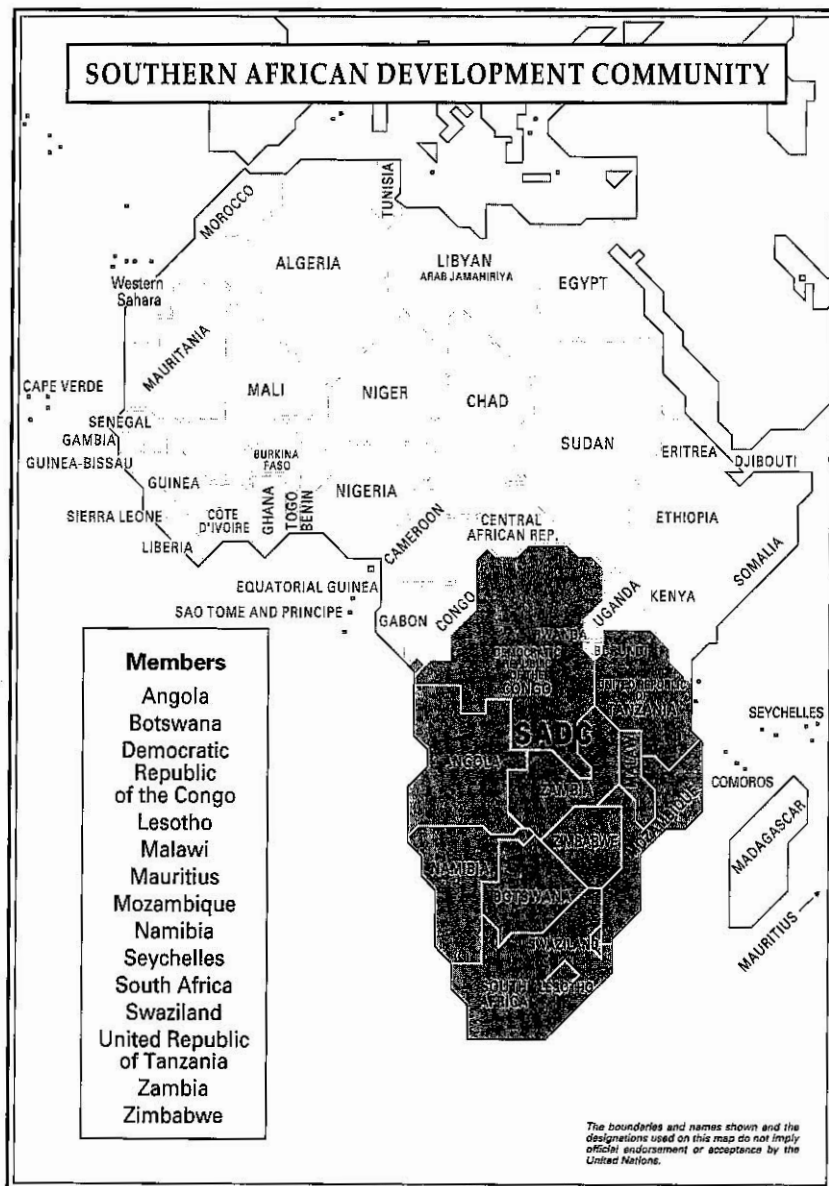 SOUTHERN AFRICAN DEVELOPMENT COMMUNITY
MOROCCO
TUNISIA
ALGERIA
LIBYAN
ARAB JAMAHIRIYA
EGYPT
Western
Sahara
MAURITANIA
MALI
NIGER
CHAD
SUDAN
ERITREA
DJIBOUTI
CAPE VERDE
SENEGAL
GAMBIA
GUINEA-BISSAU
GUINEA
SIERRA LEONE
LIBERIA
CÔTE
D'IVOIRE
BURKINA
FASO
GHANA
TOGO
BENIN
NIGERIA
CAMEROON
CENTRAL
AFRICAN REP.
ETHIOPIA
SOMALIA
EQUATORIAL GUINEA
SAO TOME AND PRINCIPE
GABON
CONGO
UGANDA
KENYA
RWANDA
BURUNDI
DEMOCRATIC
REPUBLIC
OF THE
CONGO
UNITED REPUBLIC
OF
TANZANIA
SEYCHELLES
COMOROS
SADC
ANGOLA
ZAMBIA
MALAWI
MOZAMBIQUE
ZIMBABWE
NAMIBIA
BOTSWANA
SWAZILAND
SOUTH
AFRICA
LESOTHO
MADAGASCAR
MAURITIUS
Members
Angola
Botswana
Democratic
Republic
of the Congo
Lesotho
Malawi
Mauritius
Mozambique
Namibia
Seychelles
South Africa
Swaziland
United Republic
of Tanzania
Zambia
Zimbabwe
The boundaries and names shown and the
designations used on this map do not imply
official endorsement or acceptance by the
United Nations.